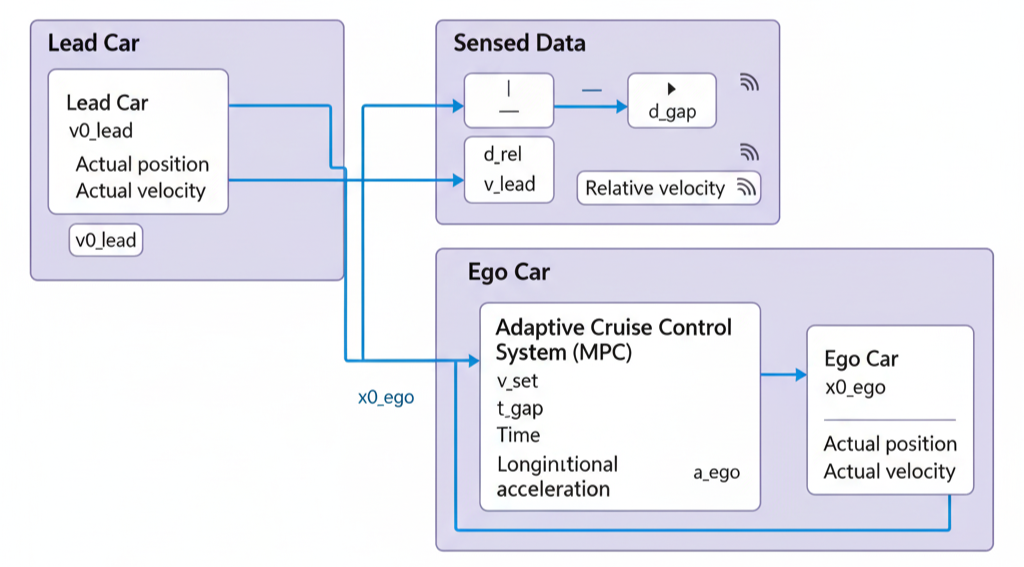 Lead Car
Lead Car
v0_lead
Actual position
Actual velocity
v0_lead
Sensed Data
d_gap
d_rel
v_lead
Relative velocity
Ego Car
Adaptive Cruise Control
System (MPC)
v_set
t_gap
Time
Longinıtional
acceleration
a_ego
Ego Car
x0_ego
Actual position
Actual velocity
x0_ego